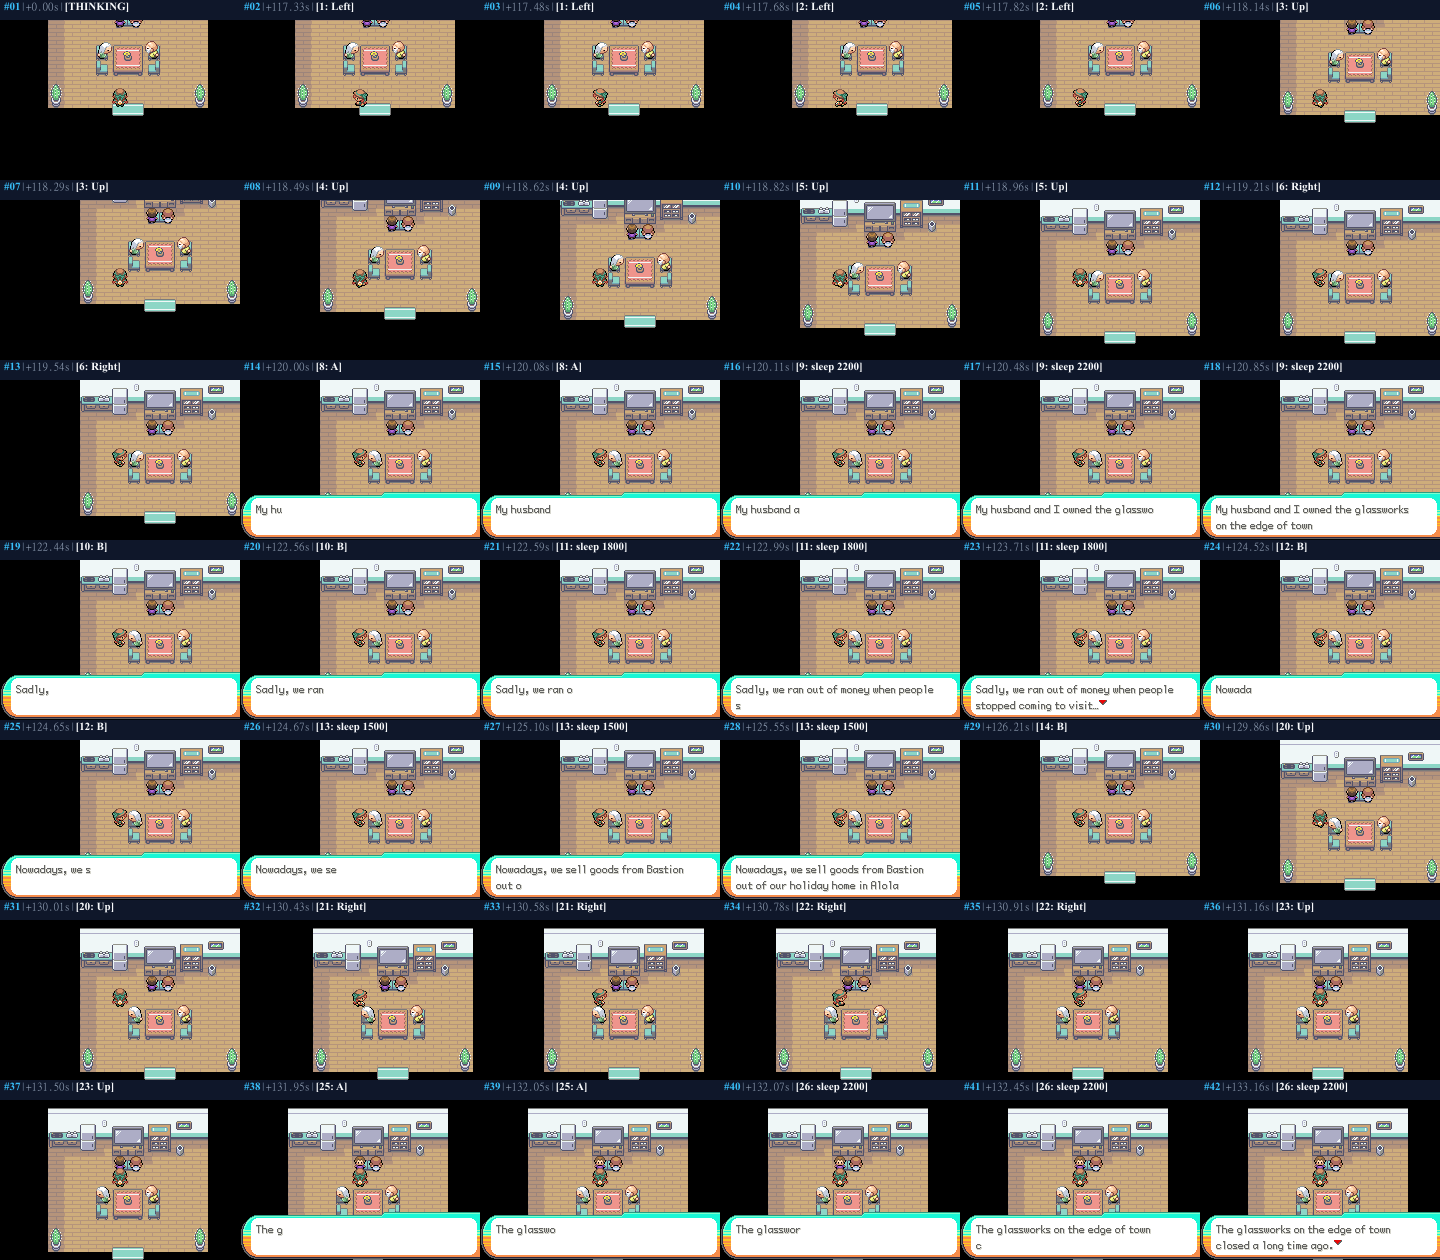 #01|+0.00s|[THINKING]
#02|+117.33s|[1: Left]
#03|+117.48s|[1: Left]
#04|+117.68s|[2: Left]
#05|+117.82s|[2: Left]
#06|+118.14s|[3: Up]
#07|+118.29s|[3: Up]
#08|+118.49s|[4: Up]
#09|+118.62s|[4: Up]
#10|+118.82s|[5: Up]
#11|+118.96s|[5: Up]
#12|+119.21s|[6: Right]
#13|+119.54s|[6: Right]
#14|+120.00s|[8: A]
#15|+120.08s|[8: A]
#16|+120.11s|[9: sleep 2200]
#17|+120.48s|[9: sleep 2200]
#18|+120.85s|[9: sleep 2200]
My hu
My husband
My husband a
My husband and I owned the glasswo
My husband and I owned the glassworks
on the edge of town
#19|+122.44s|[10: B]
#20|+122.56s|[10: B]
#21|+122.59s|[11: sleep 1800]
#22|+122.99s|[11: sleep 1800]
#23|+123.71s|[11: sleep 1800]
#24|+124.52s|[12: B]
Sadly,
Sadly, we ran
Sadly, we ran o
Sadly, we ran out of money when people
s
Sadly, we ran out of money when people
stopped coming to visit…
Nowada
#25|+124.65s|[12: B]
#26|+124.67s|[13: sleep 1500]
#27|+125.10s|[13: sleep 1500]
#28|+125.55s|[13: sleep 1500]
#29|+126.21s|[14: B]
#30|+129.86s|[20: Up]
Nowadays, we s
Nowadays, we se
Nowadays, we sell goods from Bastion
out o
Nowadays, we sell goods from Bastion
out of our holiday home in Alola
#31|+130.01s|[20: Up]
#32|+130.43s|[21: Right]
#33|+130.58s|[21: Right]
#34|+130.78s|[22: Right]
#35|+130.91s|[22: Right]
#36|+131.16s|[23: Up]
#37|+131.50s|[23: Up]
#38|+131.95s|[25: A]
#39|+132.05s|[25: A]
#40|+132.07s|[26: sleep 2200]
#41|+132.45s|[26: sleep 2200]
#42|+133.16s|[26: sleep 2200]
The g
The glasswo
The glasswor
The glassworks on the edge of town
c
The glassworks on the edge of town
closed a long time ago.